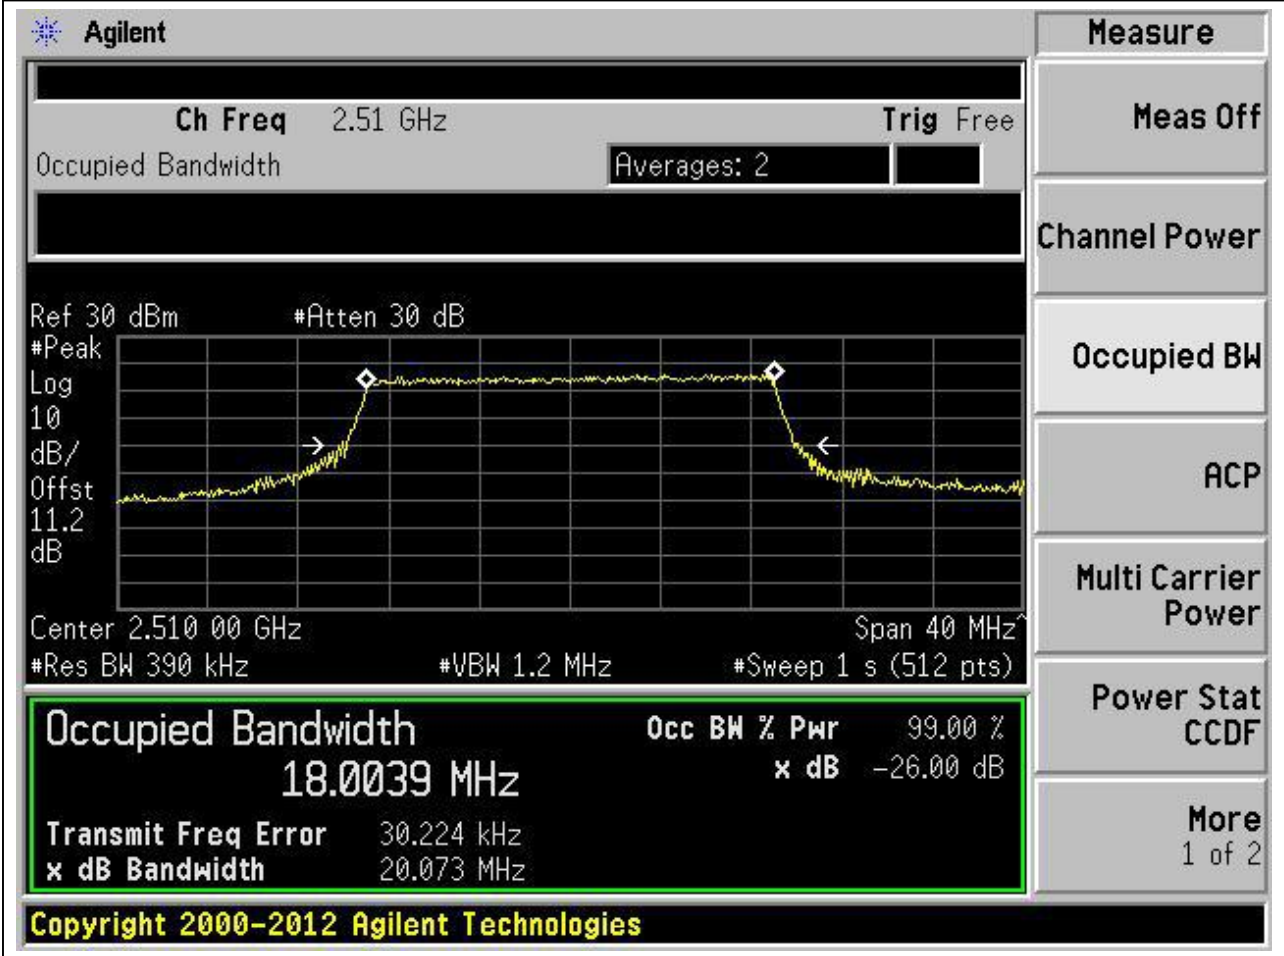 Agilent
Measure
Ch Freq 2.51 GHz Trig Free
Occupied Bandwidth Averages: 2
Ref 30 dBm #Atten 30 dB
#Peak
Log
10
dB/
Offst
11.2
dB
Center 2.510 00 GHz Span 40 MHz^
#Res BW 390 kHz #VBW 1.2 MHz #Sweep 1 s (512 pts)
Occupied Bandwidth Occ BW % Pwr 99.00 %
18.0039 MHz x dB -26.00 dB
Transmit Freq Error 30.224 kHz
x dB Bandwidth 20.073 MHz
Copyright 2000-2012 Agilent Technologies
Meas Off
Channel Power
Occupied BW
ACP
Multi Carrier
Power
Power Stat
CCDF
More
1 of 2